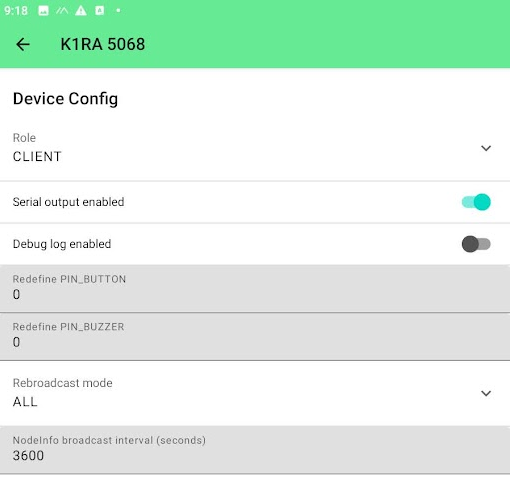 9:18
K1RA 5068
Device Config
Role
CLIENT
Serial output enabled
Debug log enabled
Redefine PIN_BUTTON
0
Redefine PIN_BUZZER
0
Rebroadcast mode
ALL
NodeInfo broadcast interval (seconds)
3600